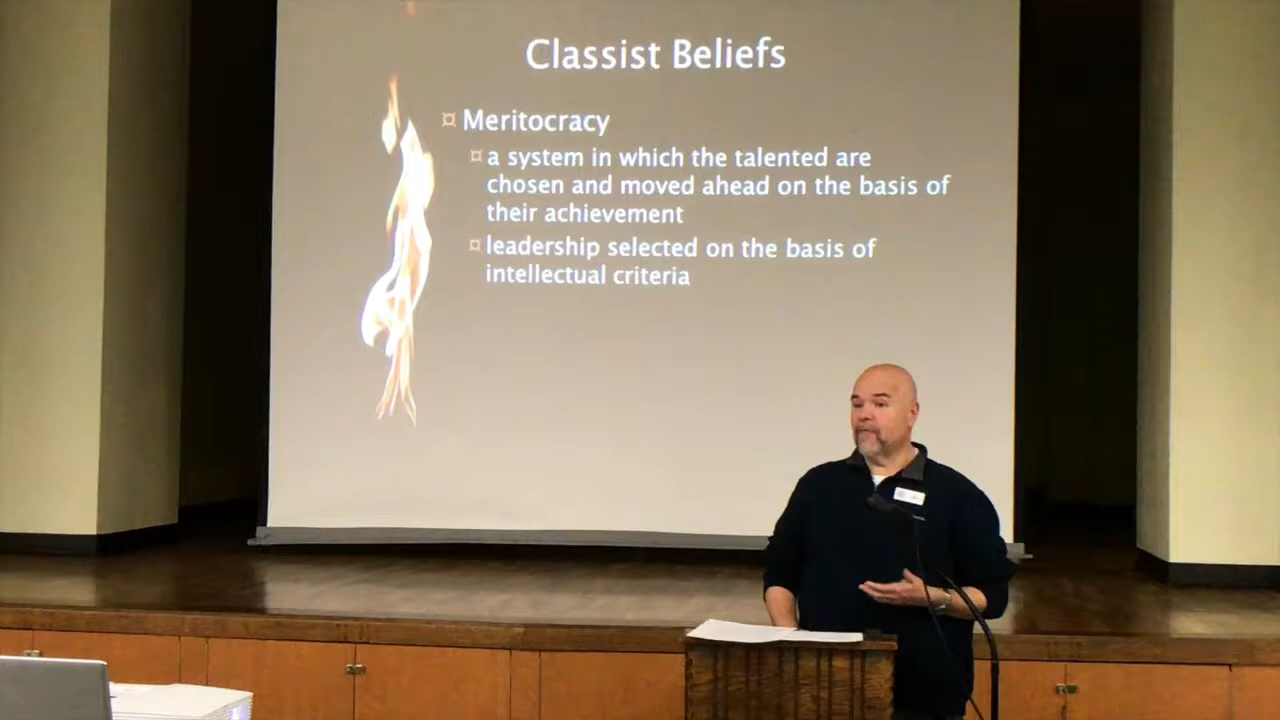 Classist Beliefs
¤ Meritocracy
¤ a system in which the talented are
chosen and moved ahead on the basis of
their achievement
¤ leadership selected on the basis of
intellectual criteria